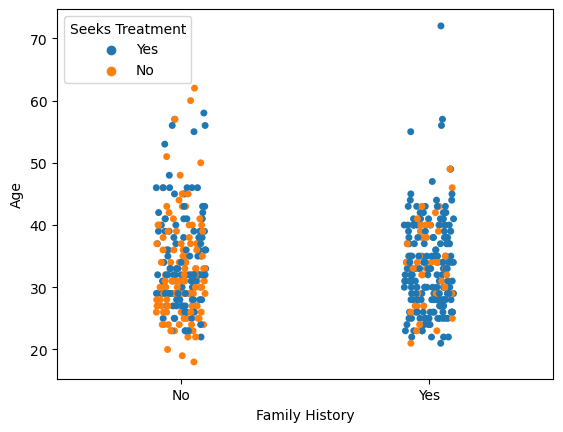 Seeks Treatment
Yes
No
70
60
50
40
30
20
Age
No
Yes
Family History